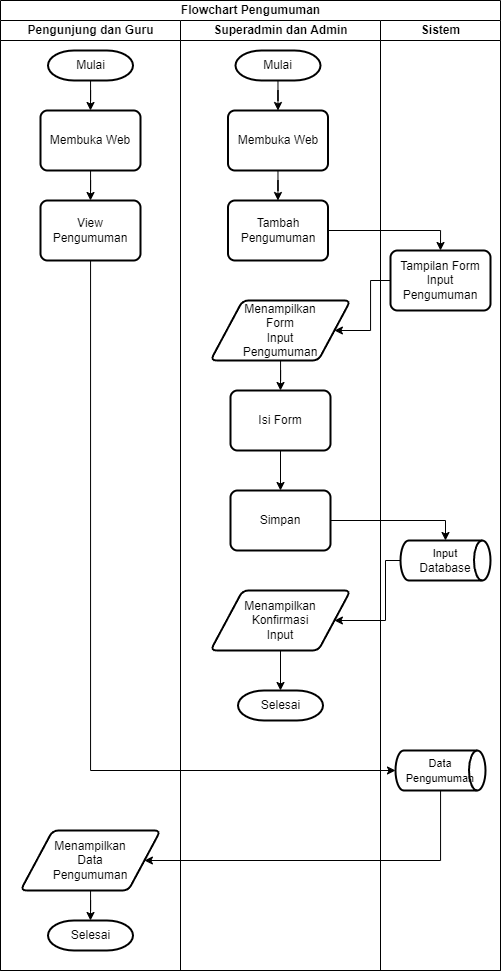 Flowchart Pengumuman
Pengunjung dan Guru
Superadmin dan Admin
Sistem
Mulai
Mulai
Membuka Web
Membuka Web
View
Pengumuman
Tambah
Pengumuman
Tampilan Form
Input
Pengumuman
Menampilkan
Form
Input
Pengumuman
Isi Form
Simpan
Input
Database
Menampilkan
Konfirmasi
Input
Selesai
Data
Pengumuman
Menampilkan
Data
Pengumuman
Selesai